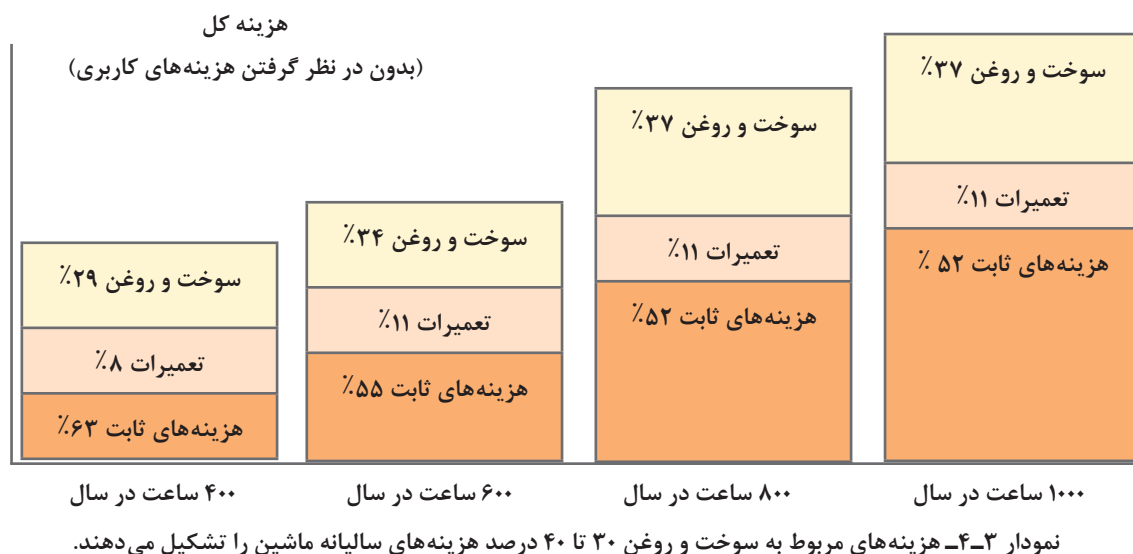 هزینه کل
(بدون در نظر گرفتن هزینه‌های کاربری)
سوخت و روغن ۳۷٪
تعمیرات ۱۱٪
هزینه‌های ثابت ۵۲ ٪
سوخت و روغن ۳۷٪
تعمیرات ۱۱٪
هزینه‌های ثابت ۵۲٪
سوخت و روغن ۳۴٪
تعمیرات ۱۱٪
هزینه‌های ثابت ۵۵٪
سوخت و روغن ۲۹٪
تعمیرات ۸٪
هزینه‌های ثابت ۶۳٪
۱۰۰۰ ساعت در سال
۸۰۰ ساعت در سال
۶۰۰ ساعت در سال
۴۰۰ ساعت در سال
نمودار ۳ـ۴ـ هزینه‌های مربوط به سوخت و روغن ۳۰ تا ۴۰ درصد هزینه‌های سالیانه ماشین را تشکیل می‌دهند.